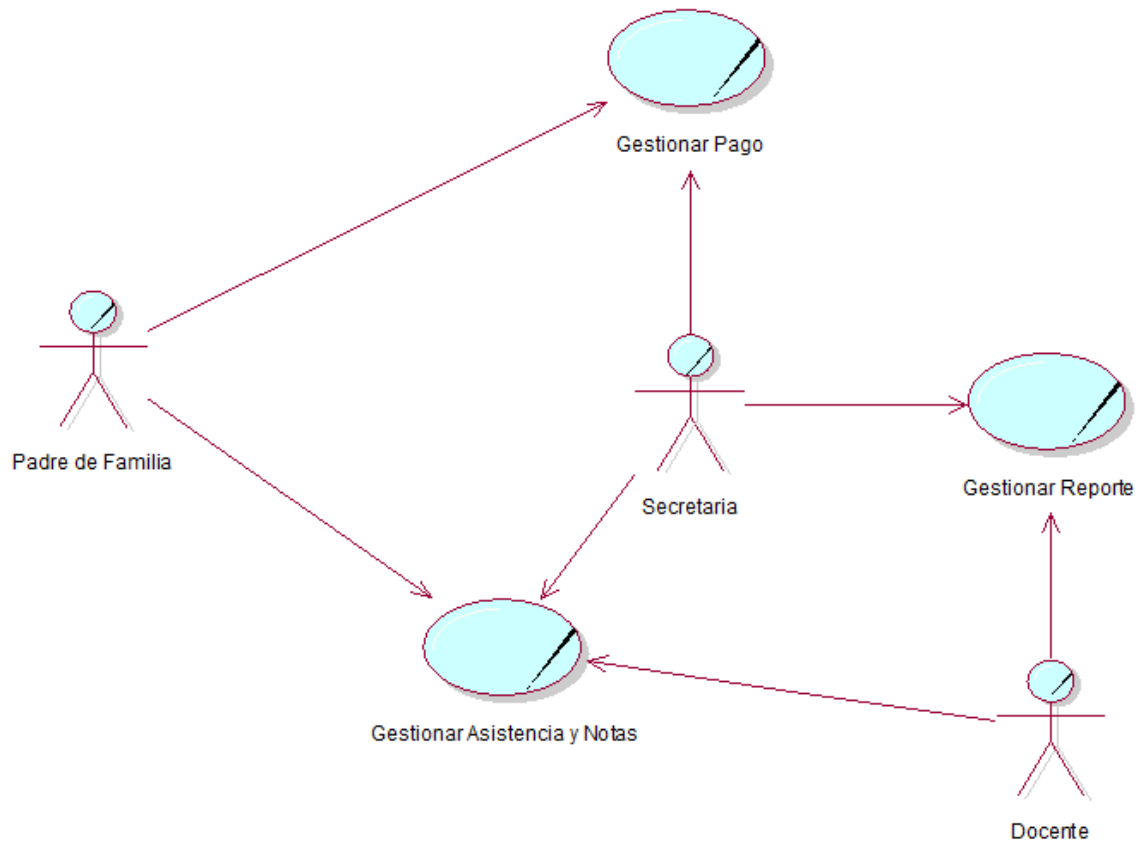 Gestionar Pago
Padre de Familia
Secretaria
Gestionar Reporte
Gestionar Asistencia y Notas
Docente